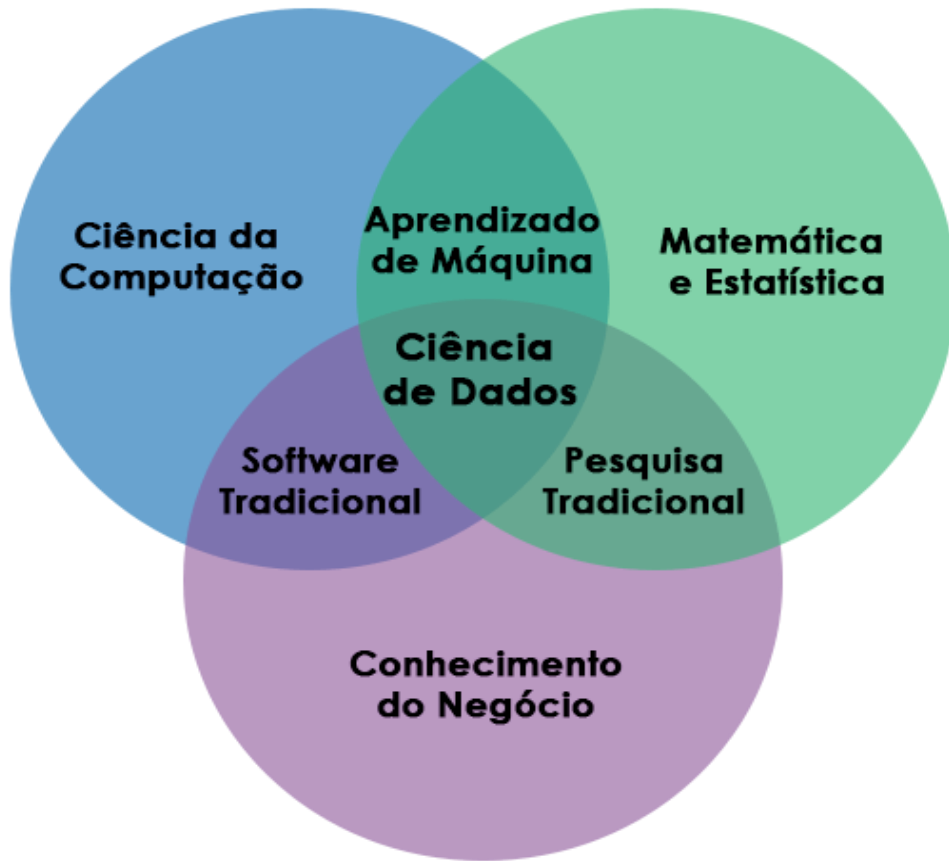 Ciência da
Computação
Aprendizado
de Máquina
Matemática
e Estatística
Ciência
de Dados
Software
Tradicional
Pesquisa
Tradicional
Conhecimento
do Negócio